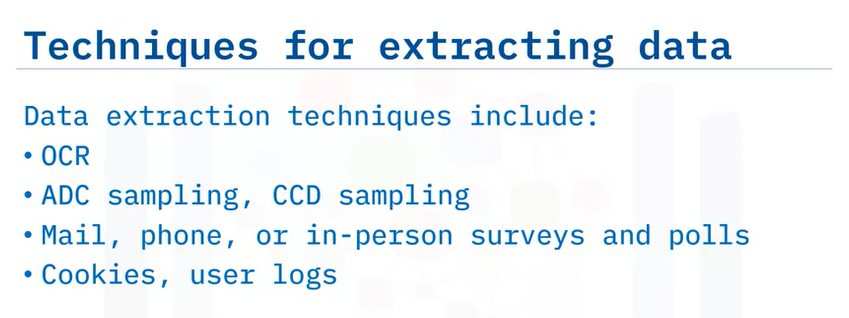 Techniques for extracting data
Data extraction techniques include:
• OCR
• ADC sampling, CCD sampling
• Mail, phone, or in-person surveys and polls
• Cookies, user logs